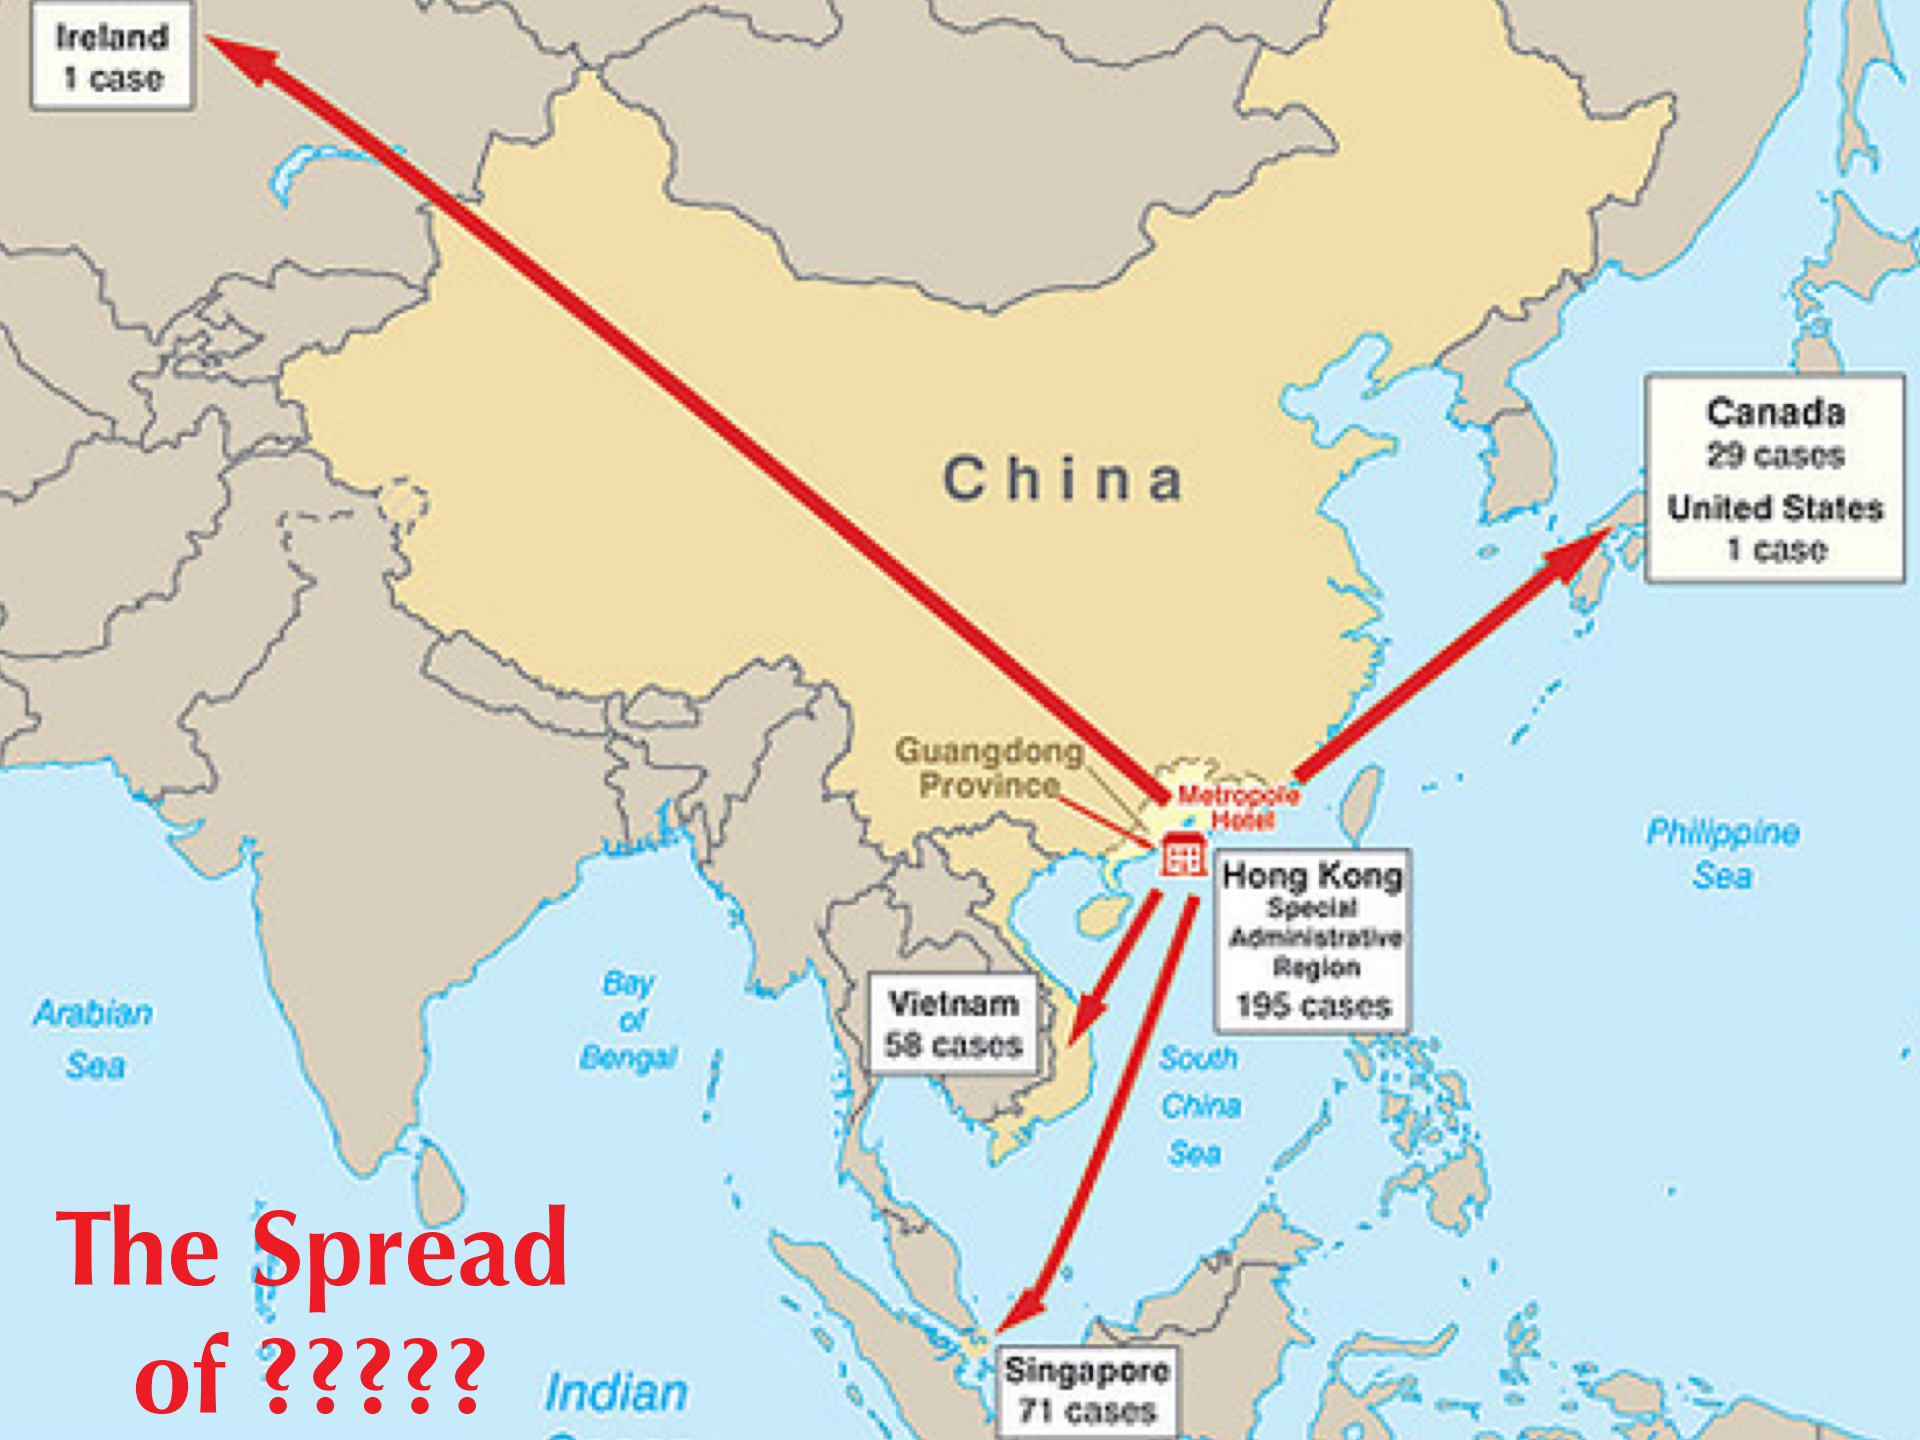 Ireland
1 case
China
Canada
29 cases
United States
1 case
Guangdong
Province
Metropole
Hotel
Hong Kong
Special
Administrative
Region
195 cases
Philippine
Sea
Vietnam
58 cases
Arabian
Sea
Bay
of
Bengal
South
China
Sea
The Spread
of ?????
Indian
Singapore
71 cases